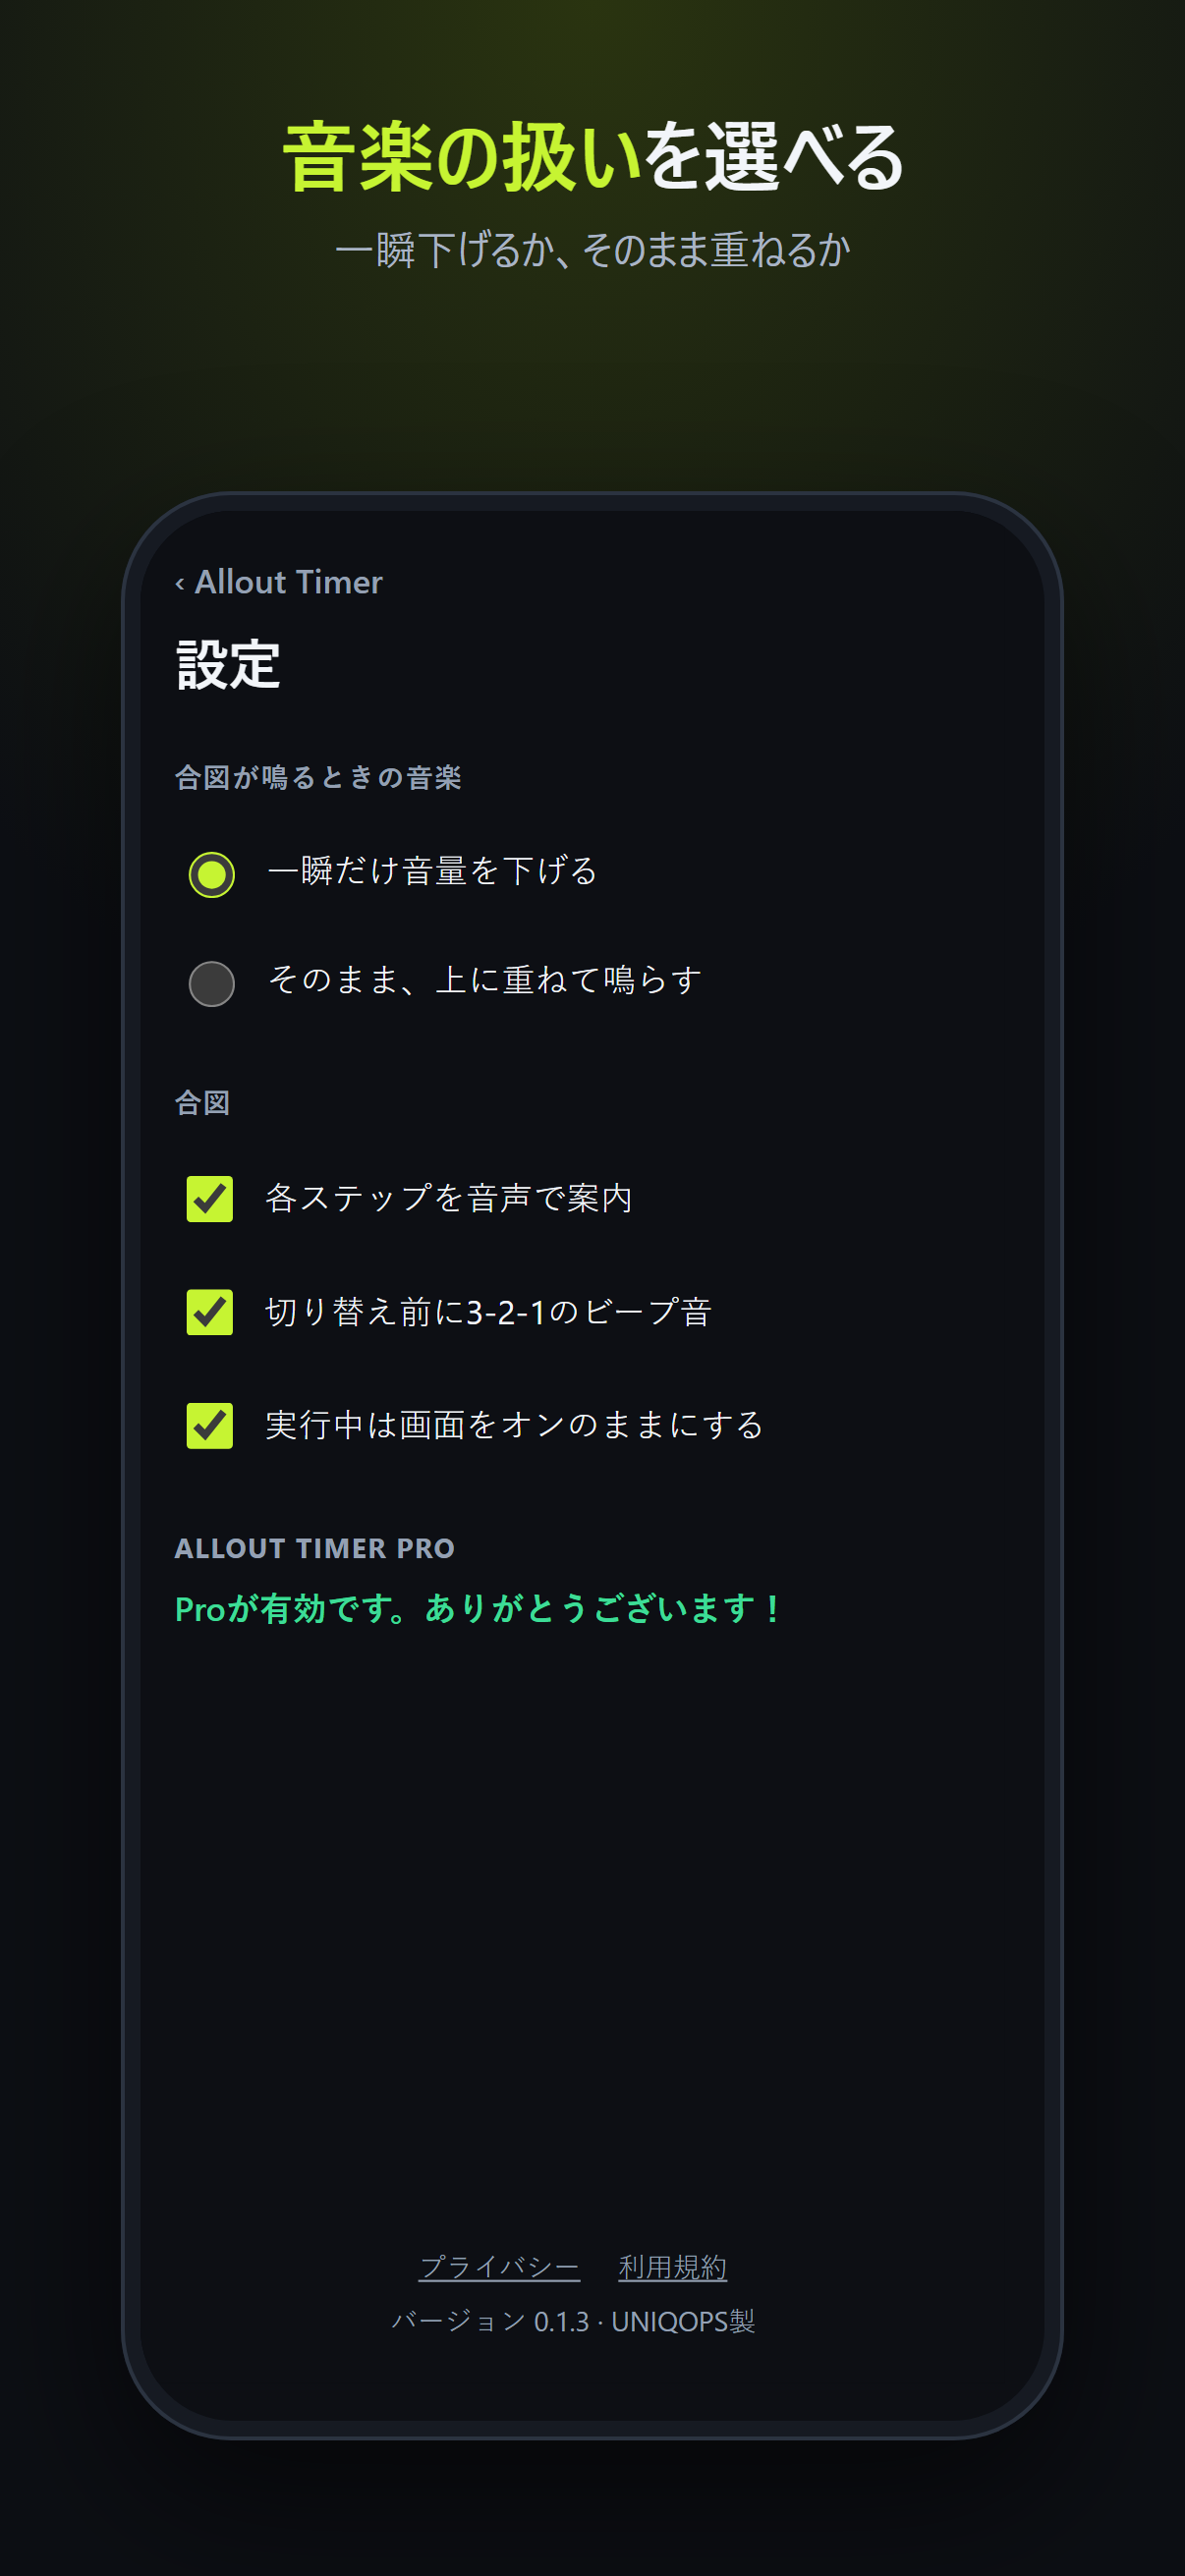 音楽の扱いを選べる
一瞬下げるか、そのまま重ねるか
‹ Allout Timer
設定
合図が鳴るときの音楽
一瞬だけ音量を下げる
そのまま、上に重ねて鳴らす
合図
各ステップを音声で案内
切り替え前に3-2-1のビープ音
実行中は画面をオンのままにする
ALLOUT TIMER PRO
Proが有効です。ありがとうございます！
プライバシー 利用規約
バージョン 0.1.3 · UNIQOPS製